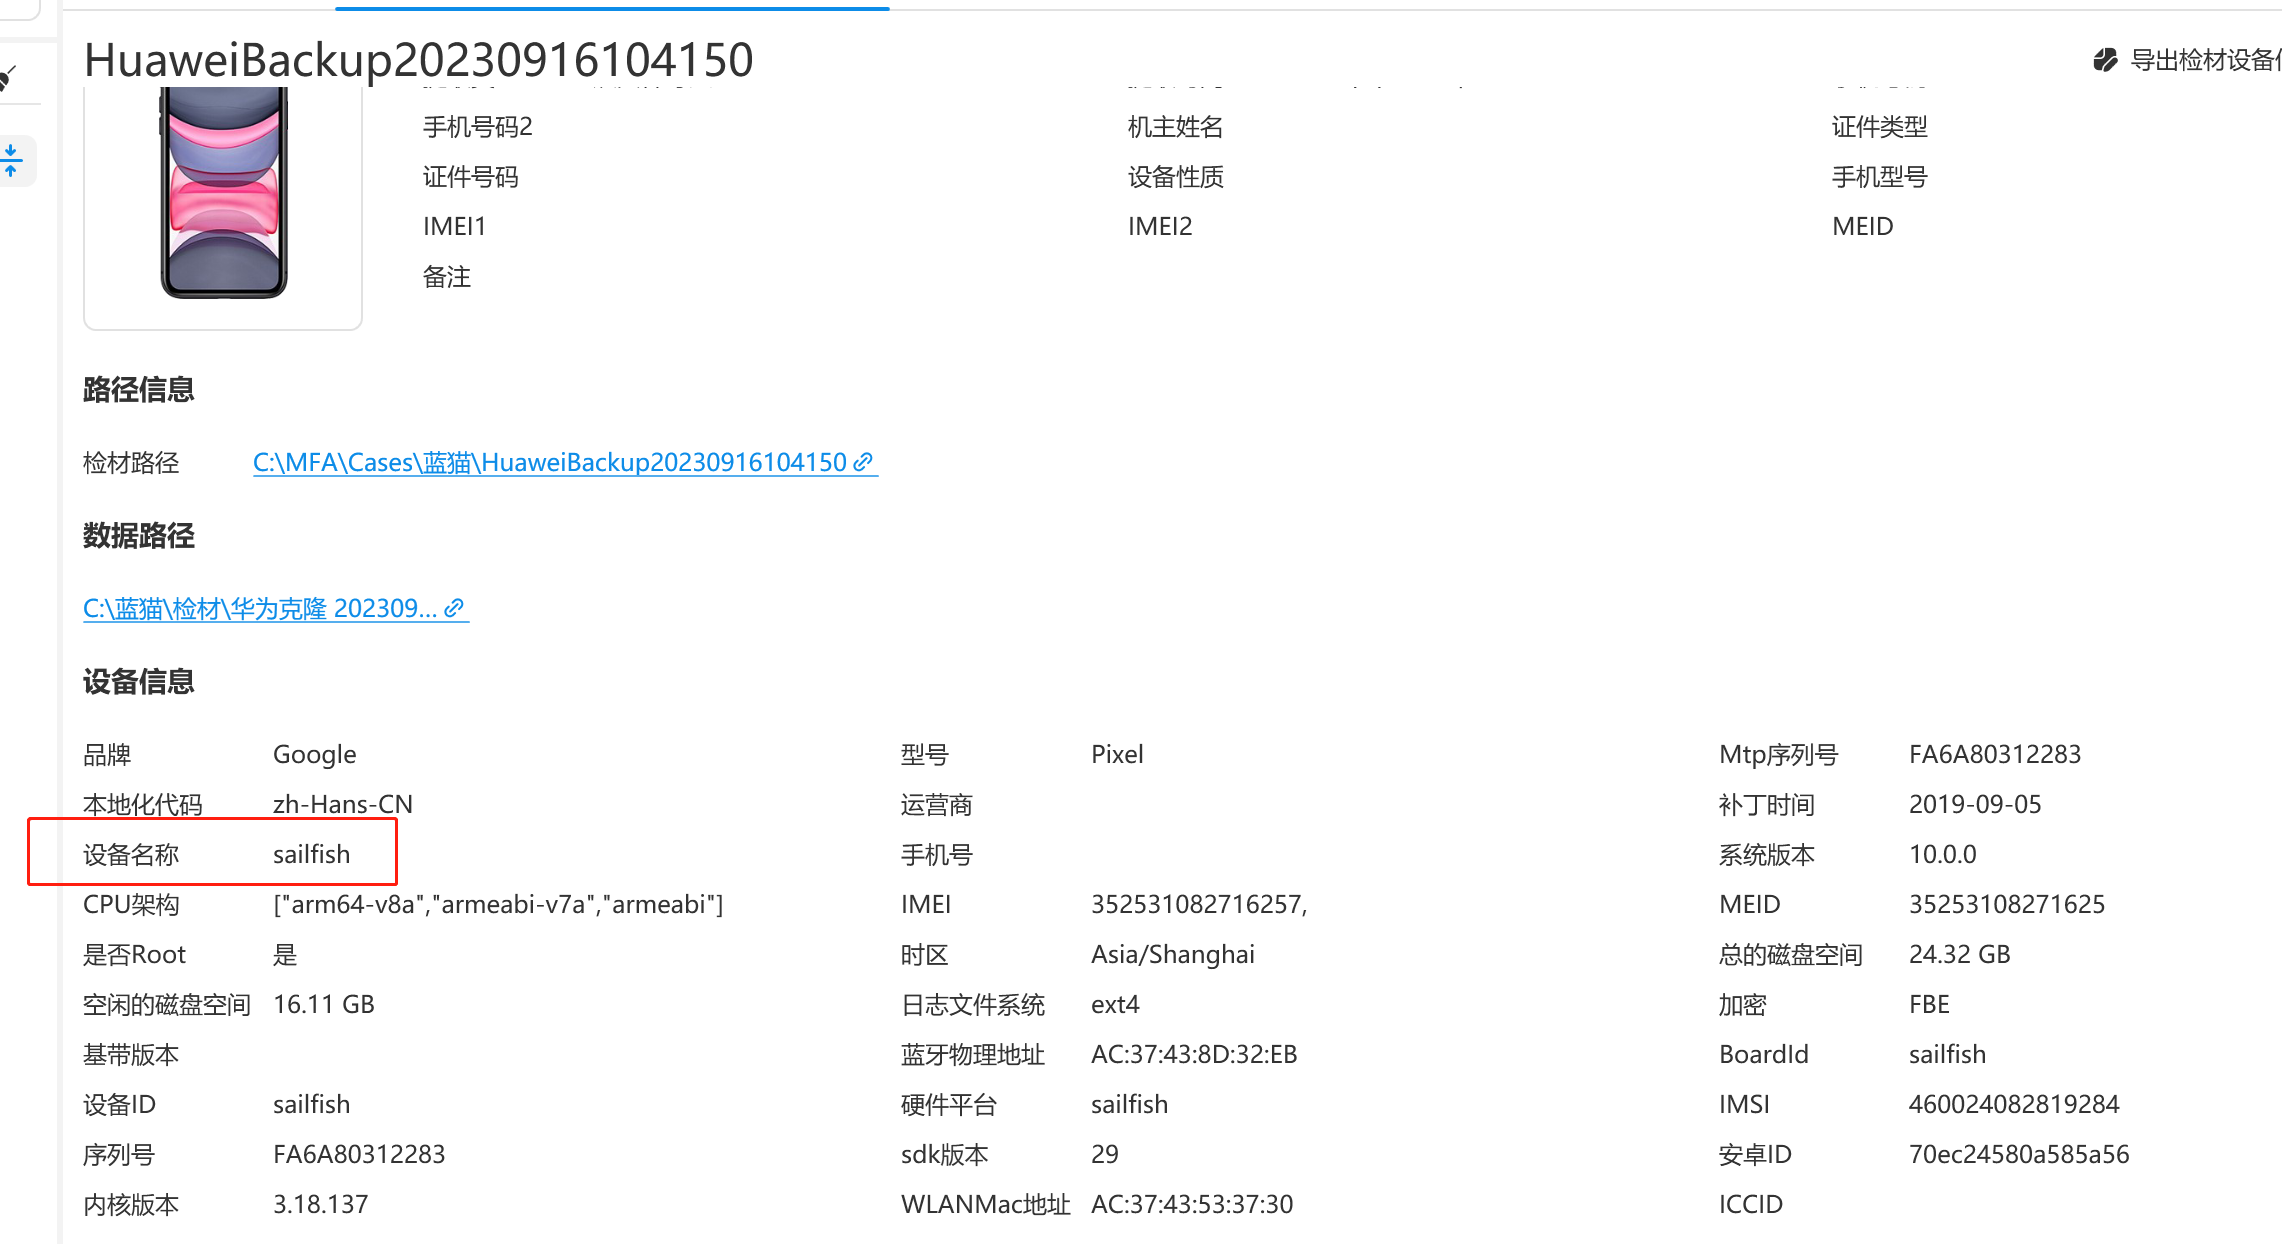 HuaweiBackup20230916104150
导出检材设备
手机号码2 机主姓名 证件类型
证件号码 设备性质 手机型号
IMEI1 IMEI2 MEID
备注
路径信息
检材路径 C:\MFA\Cases\蓝猫\HuaweiBackup20230916104150
数据路径
C:\蓝猫\检材\华为克隆 202309...
设备信息
品牌 Google 型号 Pixel Mtp序列号 FA6A80312283
本地化代码 zh-Hans-CN 运营商 补丁时间 2019-09-05
设备名称 sailfish 手机号 系统版本 10.0.0
CPU架构 ["arm64-v8a","armeabi-v7a","armeabi"] IMEI 352531082716257, MEID 35253108271625
是否Root 是 时区 Asia/Shanghai 总的磁盘空间 24.32 GB
空闲的磁盘空间 16.11 GB 日志文件系统 ext4 加密 FBE
基带版本 蓝牙物理地址 AC:37:43:8D:32:EB BoardId sailfish
设备ID sailfish 硬件平台 sailfish IMSI 460024082819284
序列号 FA6A80312283 sdk版本 29 安卓ID 70ec24580a585a56
内核版本 3.18.137 WLANMac地址 AC:37:43:53:37:30 ICCID